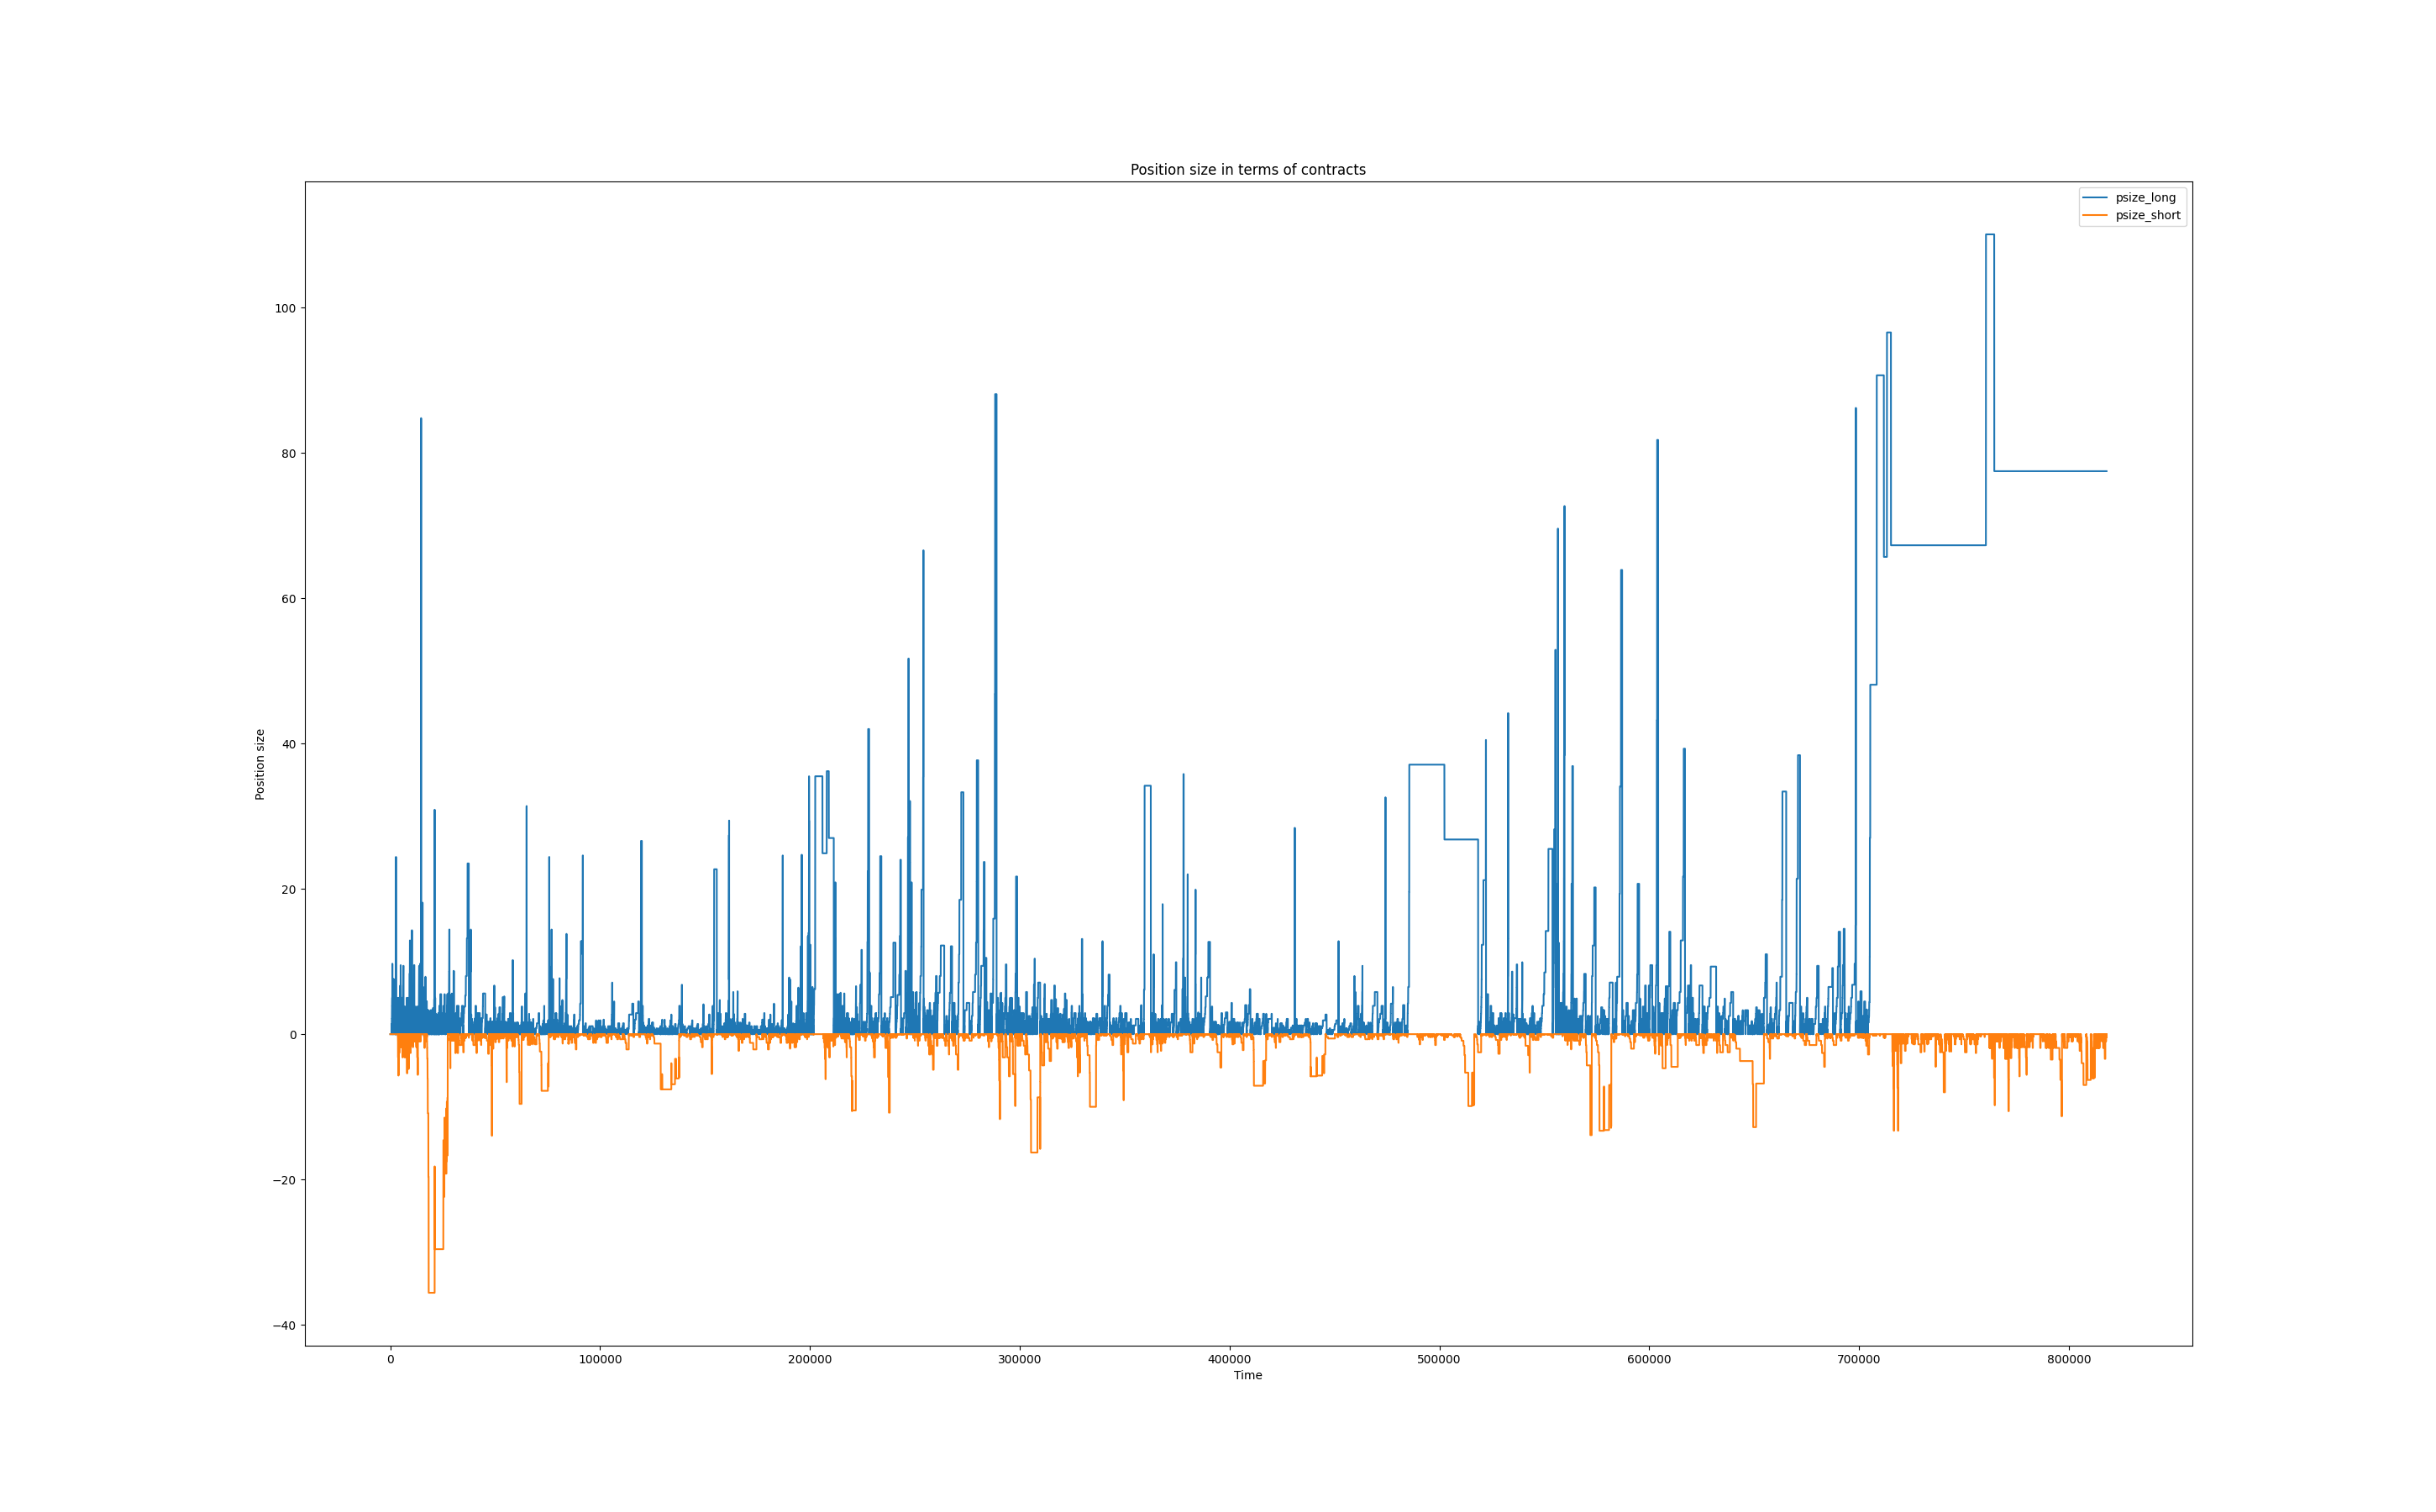 Position size in terms of contracts
psize_long
psize_short
Position size
100
80
60
40
20
0
−20
−40
0 100000 200000 300000 400000 500000 600000 700000 800000
Time